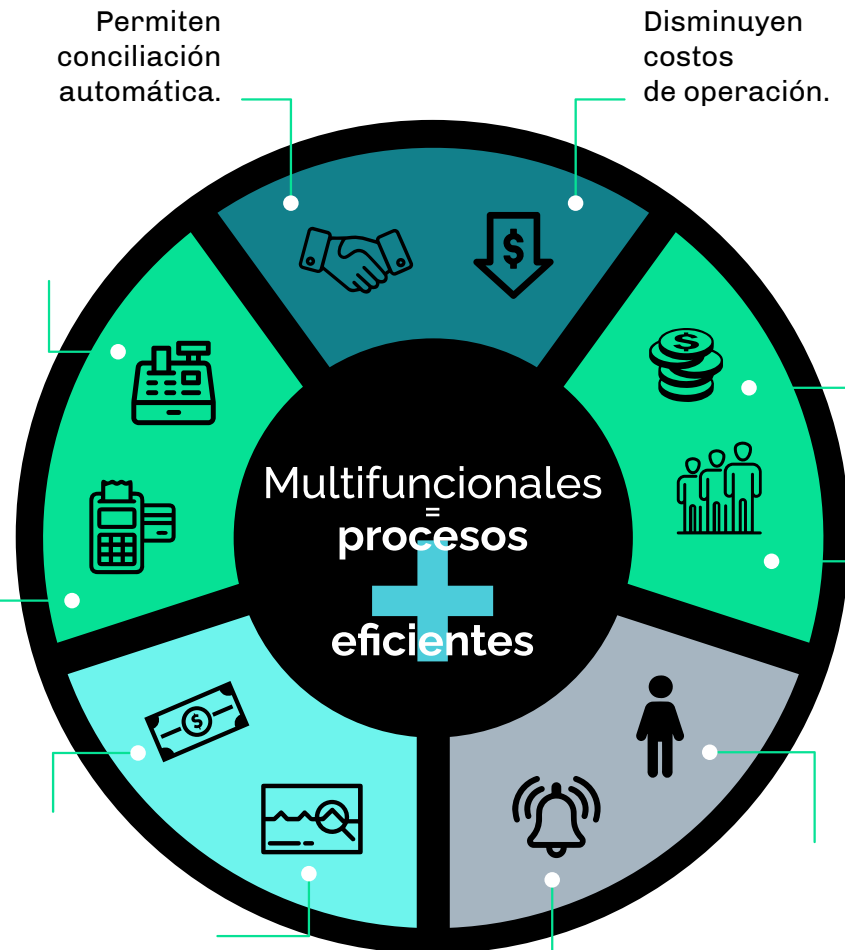 Permiten
conciliación
automática.
Disminuyen
costos
de operación.
Multifuncionales
=
procesos
eficientes